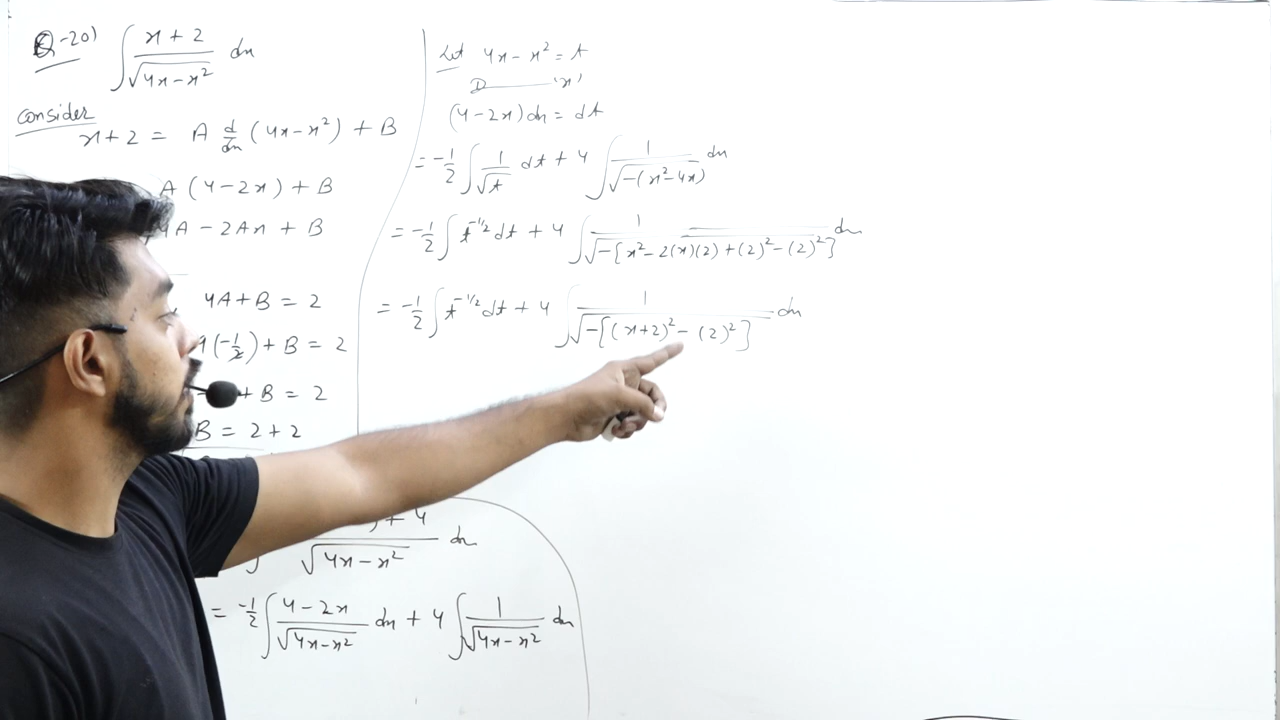 Q-20) ∫ x+2 / √(4x-x²) dx
Consider
x+2 = A d/dx (4x-x²) + B
A (4-2x) + B
4A - 2Ax + B
4A+B = 2
(-1/2) + B = 2
+ B = 2
B = 2+2
+ 4 / √(4x-x²) dx
= -1/2 ∫ 4-2x / √(4x-x²) dx + 4 ∫ 1 / √(4x-x²) dx
Let 4x-x² = t
D 'x'
(4-2x)dx = dt
= -1/2 ∫ 1/√t dt + 4 ∫ 1 / √(-(x²-4x)) dx
= -1/2 ∫ t^(-1/2) dt + 4 ∫ 1 / √(-{x²-2(x)(2)+(2)²-(2)²}) dx
= -1/2 ∫ t^(-1/2) dt + 4 ∫ 1 / √(-[(x+2)²-(2)²]) dx